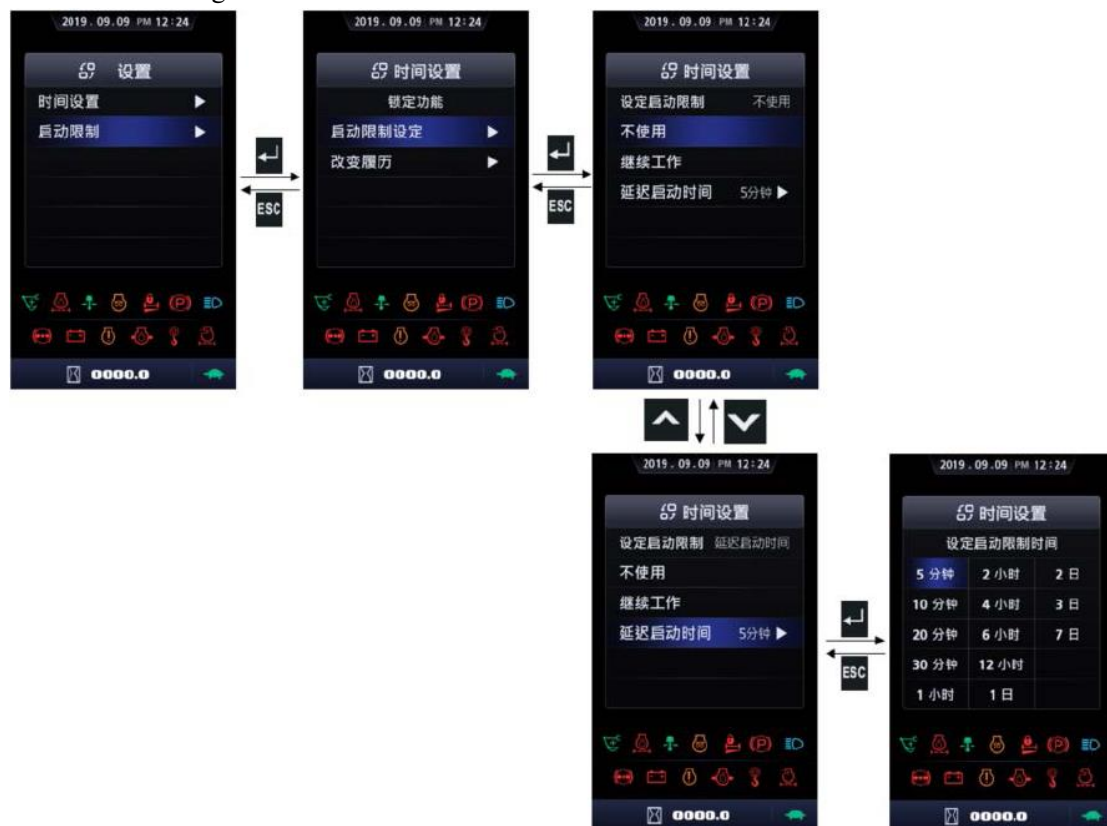 2019 . 09.09 PM 12:24
设置
时间设置
启动限制
0000.0
ESC
2019 . 09.09 PM 12:24
时间设置
锁定功能
启动限制设定
改变履历
0000.0
ESC
2019 . 09.09 PM 12:24
时间设置
设定启动限制 不使用
不使用
继续工作
延迟启动时间 5分钟
0000.0
2019 . 09.09 PM 12:24
时间设置
设定启动限制 延迟启动时间
不使用
继续工作
延迟启动时间 5分钟
0000.0
ESC
2019 . 09.09 PM 12:24
时间设置
设定启动限制时间
5 分钟 2 小时 2 日
10 分钟 4 小时 3 日
20 分钟 6 小时 7 日
30 分钟 12 小时
1 小时 1 日
0000.0